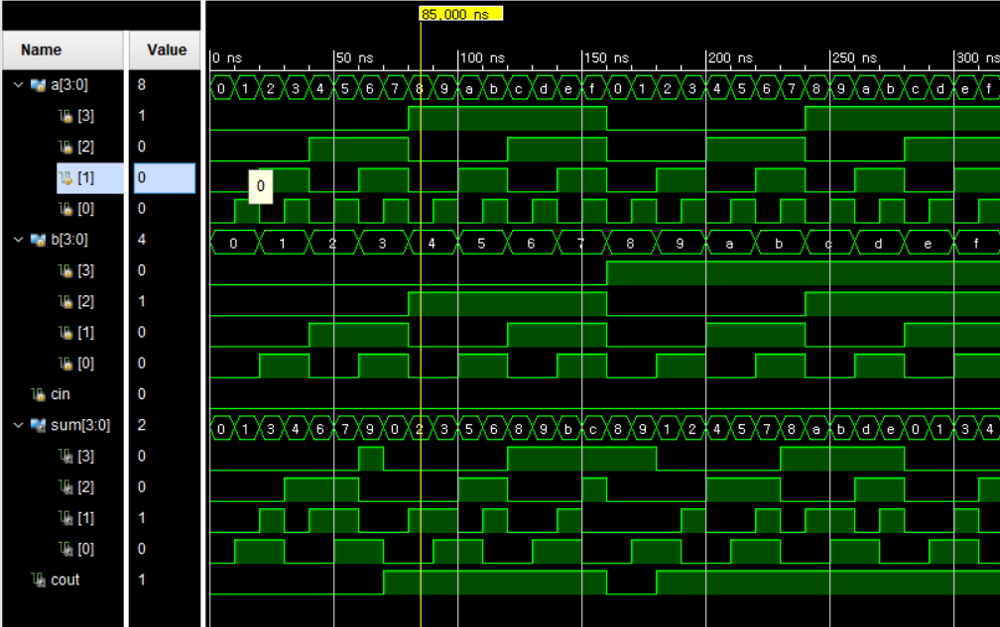 85,000 ns
Name Value
0 ns 50 ns 100 ns 150 ns 200 ns 250 ns 300 ns
a[3:0] 8 0 1 2 3 4 5 6 7 8 9 a b c d e f 0 1 2 3 4 5 6 7 8 9 a b c d e f
[3] 1
[2] 0
[1] 0 0
[0] 0
b[3:0] 4 0 1 2 3 4 5 6 7 8 9 a b c d e f
[3] 0
[2] 1
[1] 0
[0] 0
cin 0
sum[3:0] 2 0 1 3 4 6 7 9 0 2 3 5 6 8 9 b c 8 9 1 2 4 5 7 8 a b d e 0 1 3 4
[3] 0
[2] 0
[1] 1
[0] 0
cout 1